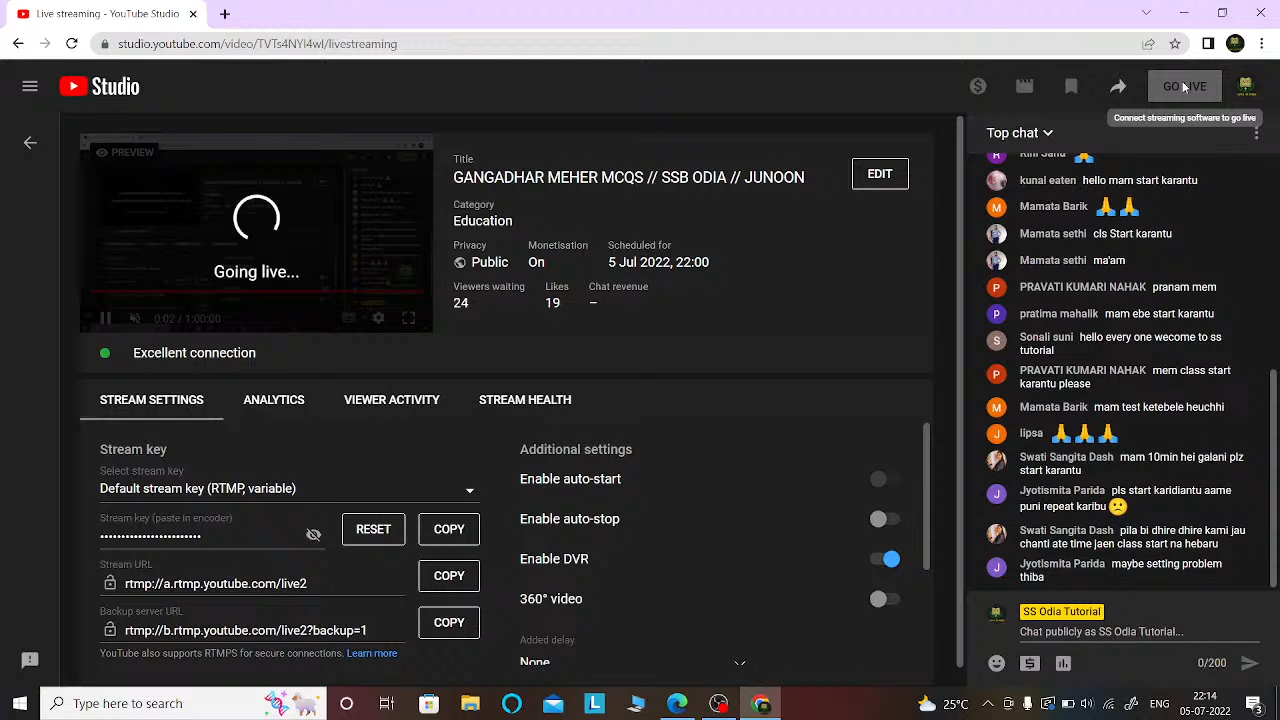 Live streaming - YouTube Studio
studio.youtube.com/video/TVTs4NYl4wI/livestreaming
Studio
GO LIVE
Connect streaming software to go live
PREVIEW
Going live...
0:02 / 1:00:00
Excellent connection
Title
GANGADHAR MEHER MCQS // SSB ODIA // JUNOON
EDIT
Category
Education
Privacy
Monetisation
Scheduled for
Public
On
5 Jul 2022, 22:00
Viewers waiting
Likes
Chat revenue
24
19
–
STREAM SETTINGS
ANALYTICS
VIEWER ACTIVITY
STREAM HEALTH
Stream key
Select stream key
Default stream key (RTMP, variable)
Stream key (paste in encoder)
••••••••••••••••••••••
RESET
COPY
Stream URL
rtmp://a.rtmp.youtube.com/live2
COPY
Backup server URL
rtmp://b.rtmp.youtube.com/live2?backup=1
COPY
YouTube also supports RTMPS for secure connections. Learn more
Additional settings
Enable auto-start
Enable auto-stop
Enable DVR
360° video
Added delay
None
Top chat
kunal eaten hello mam start karantu
Mamata Barik 🙏🙏
Mamata sethi cls Start karantu
Mamata sethi ma'am
PRAVATI KUMARI NAHAK pranam mem
pratima mahalik mam ebe start karantu
Sonali suni hello every one wecome to ss
tutorial
PRAVATI KUMARI NAHAK mem class start
karantu please
Mamata Barik mam test ketebele heuchhi
lipsa 🙏🙏🙏
Swati Sangita Dash mam 10min hei galani plz
start karantu
Jyotismita Parida pls start karidiantu aame
puni repeat karibu 🙁
Swati Sangita Dash pila bi dhire dhire kami jau
chanti ate time jeen class start na hebaru
Jyotismita Parida maybe setting problem
thiba
SS Odia Tutorial
Chat publicly as SS Odia Tutorial...
0/200
Type here to search
25°C
22:14
05-07-2022